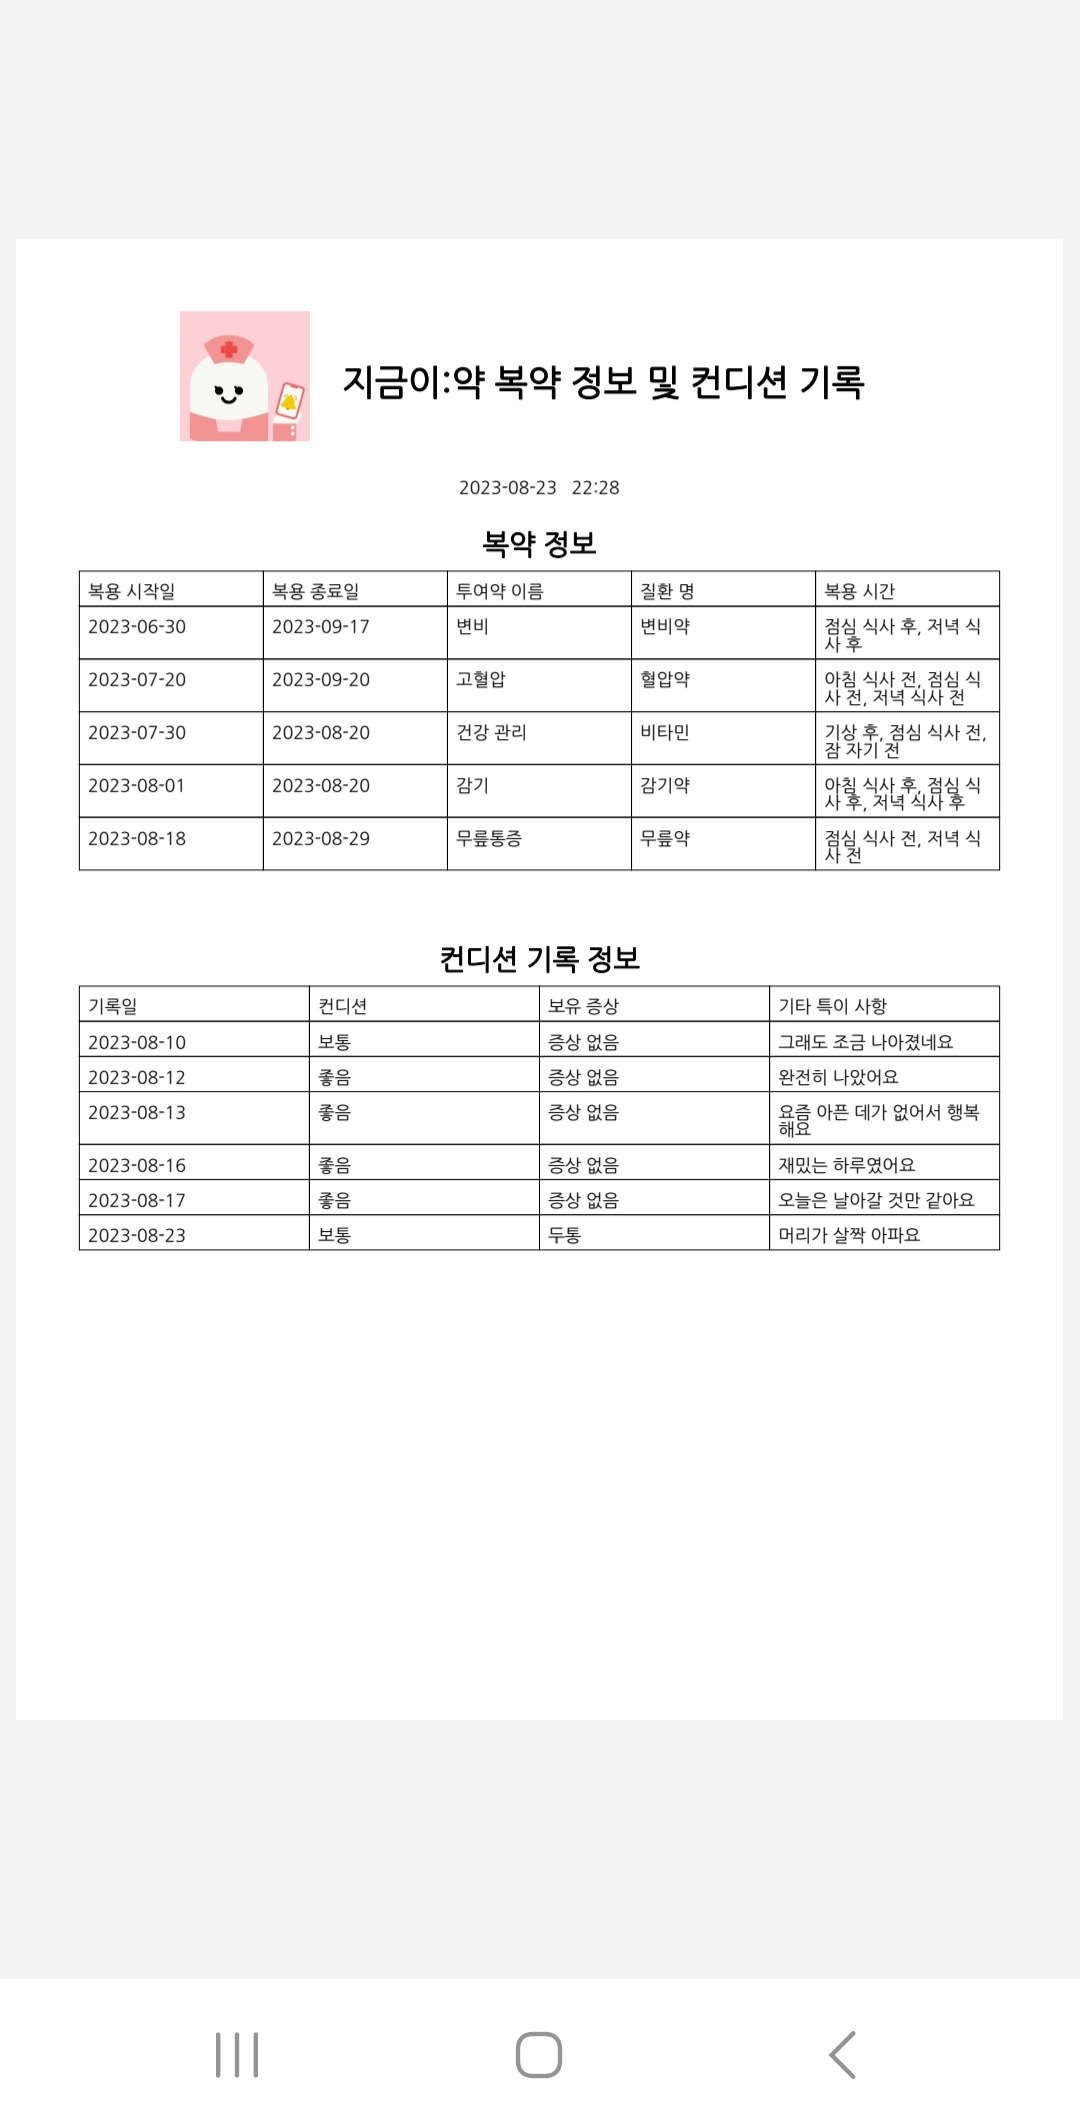 지금이:약 복약 정보 및 컨디션 기록
2023-08-23 22:28
복약 정보
복용 시작일 복용 종료일 투여약 이름 질환 명 복용 시간
2023-06-30 2023-09-17 변비 변비약 점심 식사 후, 저녁 식
사 후
2023-07-20 2023-09-20 고혈압 혈압약 아침 식사 전, 점심 식
사 전, 저녁 식사 전
2023-07-30 2023-08-20 건강 관리 비타민 기상 후, 점심 식사 전,
잠 자기 전
2023-08-01 2023-08-20 감기 감기약 아침 식사 후, 점심 식
사 후, 저녁 식사 후
2023-08-18 2023-08-29 무릎통증 무릎약 점심 식사 전, 저녁 식
사 전
컨디션 기록 정보
기록일 컨디션 보유 증상 기타 특이 사항
2023-08-10 보통 증상 없음 그래도 조금 나아졌네요
2023-08-12 좋음 증상 없음 완전히 나았어요
2023-08-13 좋음 증상 없음 요즘 아픈 데가 없어서 행복
해요
2023-08-16 좋음 증상 없음 재밌는 하루였어요
2023-08-17 좋음 증상 없음 오늘은 날아갈 것만 같아요
2023-08-23 보통 두통 머리가 살짝 아파요